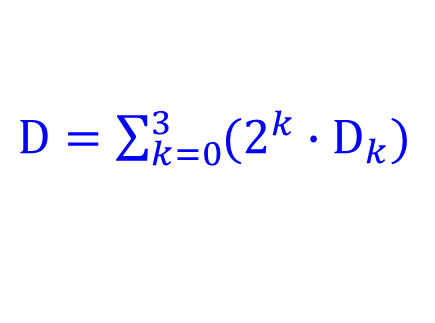 D = ∑_{k=0}^{3}(2^k · D_k)